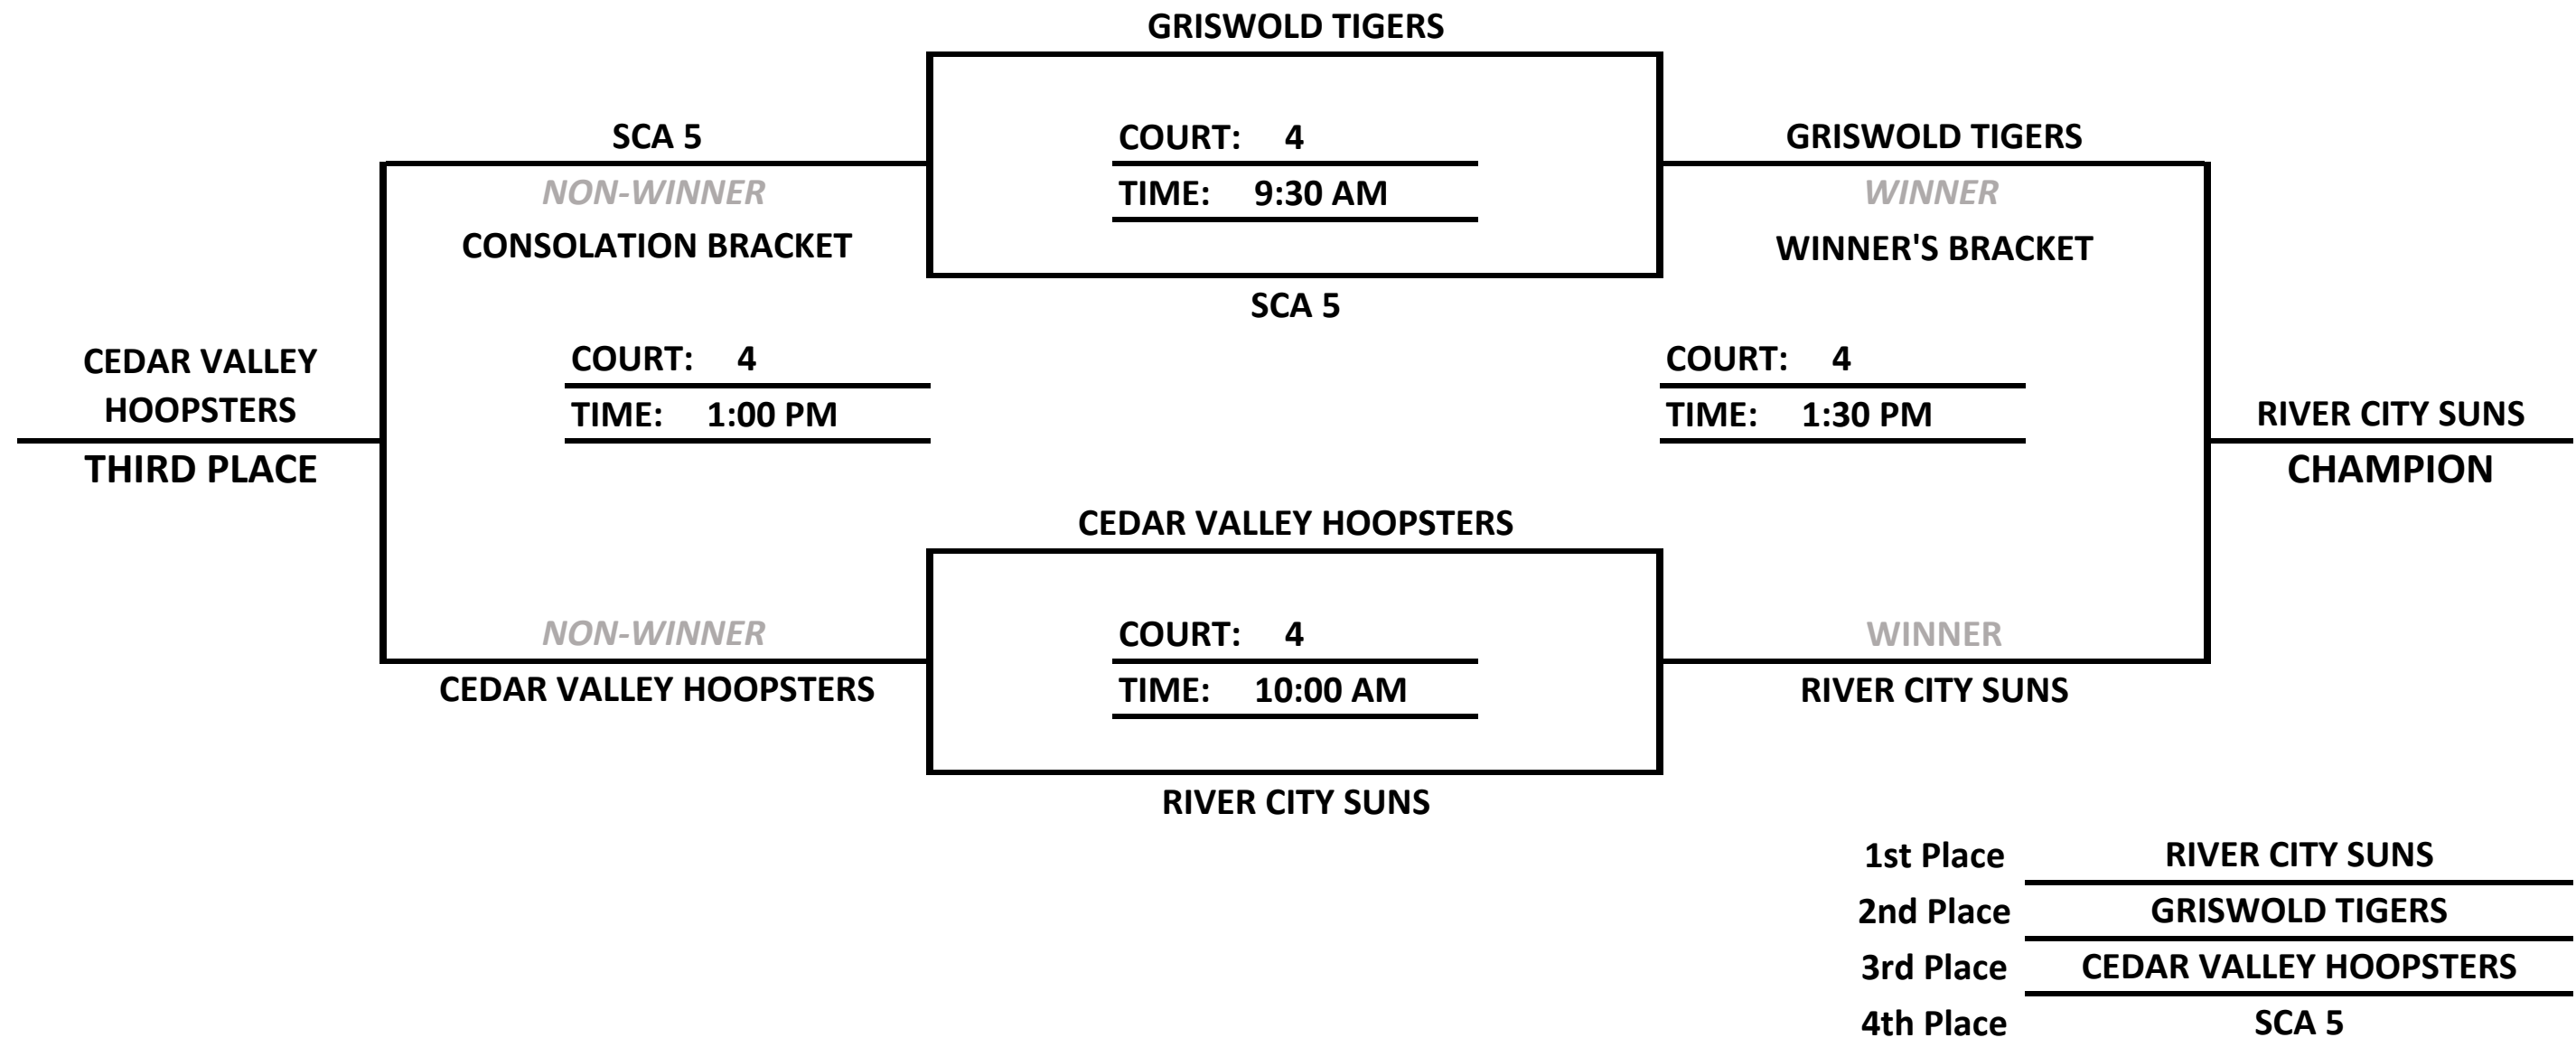 GRISWOLD TIGERS
SCA 5
COURT: 4
GRISWOLD TIGERS
NON-WINNER
TIME: 9:30 AM
WINNER
CONSOLATION BRACKET
WINNER'S BRACKET
SCA 5
CEDAR VALLEY
HOOPSTERS
THIRD PLACE
COURT: 4
TIME: 1:00 PM
COURT: 4
TIME: 1:30 PM
RIVER CITY SUNS
CHAMPION
CEDAR VALLEY HOOPSTERS
NON-WINNER
CEDAR VALLEY HOOPSTERS
COURT: 4
TIME: 10:00 AM
WINNER
RIVER CITY SUNS
RIVER CITY SUNS
1st Place RIVER CITY SUNS
2nd Place GRISWOLD TIGERS
3rd Place CEDAR VALLEY HOOPSTERS
4th Place SCA 5